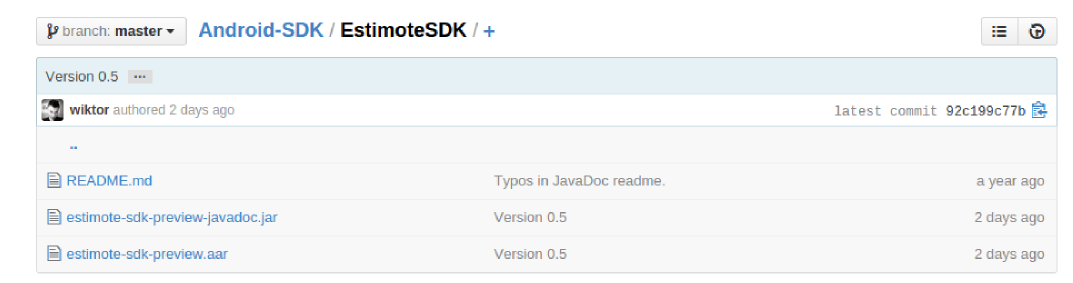 branch: master Android-SDK / EstimoteSDK / +
Version 0.5 ...
wiktor authored 2 days ago latest commit 92c199c77b
..
README.md Typos in JavaDoc readme. a year ago
estimote-sdk-preview-javadoc.jar Version 0.5 2 days ago
estimote-sdk-preview.aar Version 0.5 2 days ago